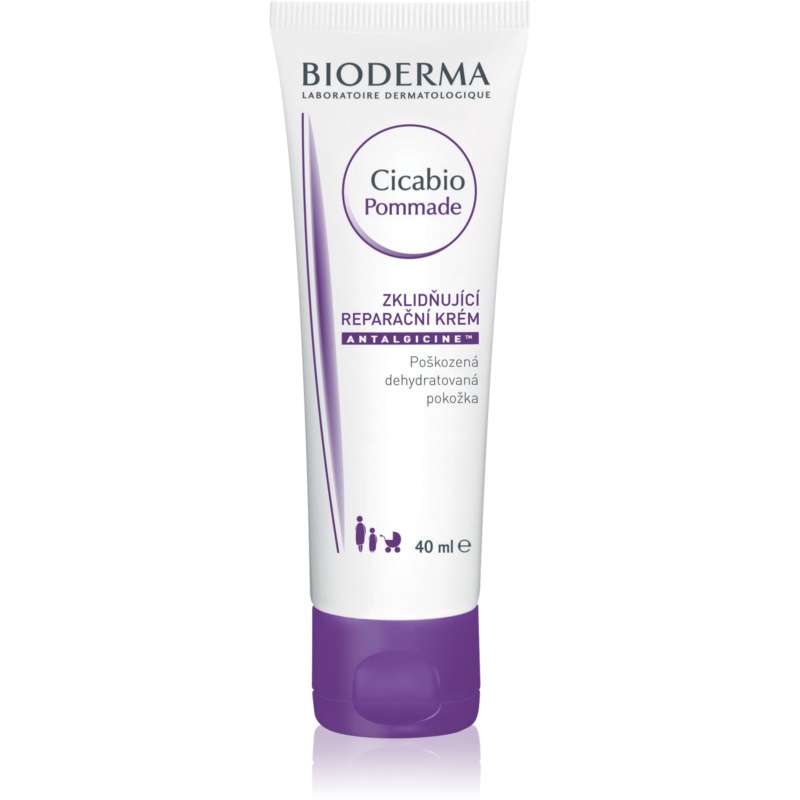 BIODERMA
LABORATOIRE DERMATOLOGIQUE
Cicabio
Pommade
ZKLIDŇUJÍCÍ
REPARAČNÍ KRÉM
ANTALGICINE™
Poškozená
dehydratovaná
pokožka
40 ml ℮